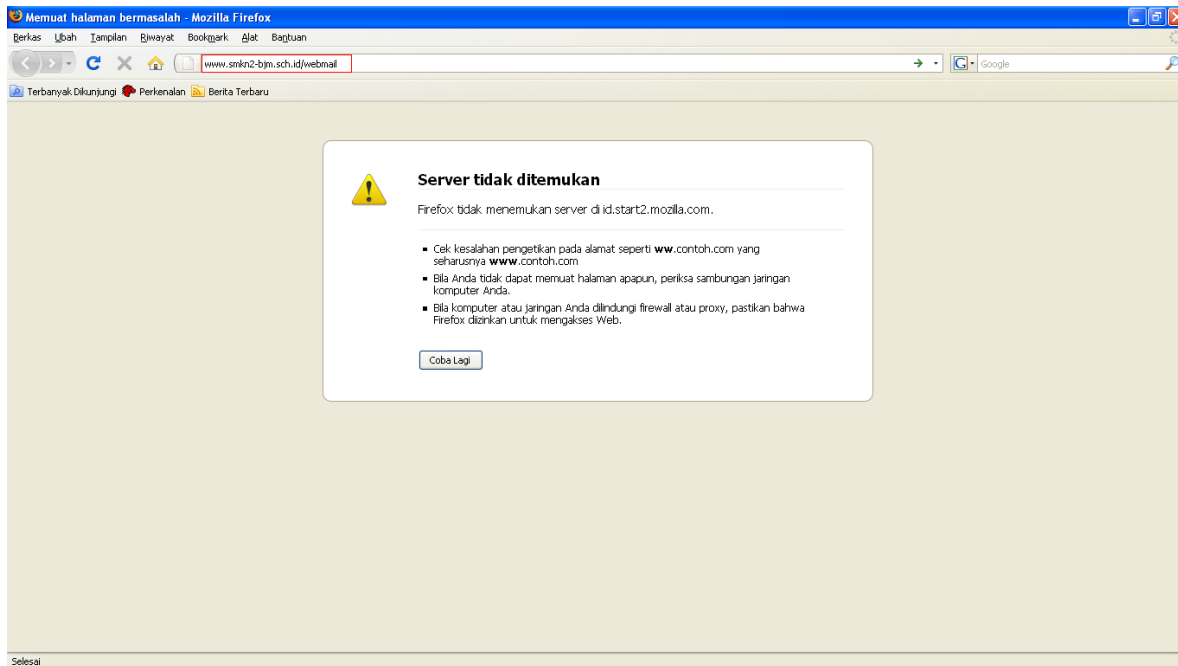 Memuat halaman bermasalah - Mozilla Firefox
Berkas Ubah Tampilan Riwayat Bookmark Alat Bantuan
www.smkn2-bjm.sch.id/webmail G Google
Terbanyak Dikunjungi Perkenalan Berita Terbaru
Server tidak ditemukan
Firefox tidak menemukan server di id.start2.mozilla.com.
Cek kesalahan pengetikan pada alamat seperti ww.contoh.com yang
seharusnya www.contoh.com
Bila Anda tidak dapat memuat halaman apapun, periksa sambungan jaringan
komputer Anda.
Bila komputer atau jaringan Anda dilindungi firewall atau proxy, pastikan bahwa
Firefox diizinkan untuk mengakses Web.
Coba Lagi
Selesai